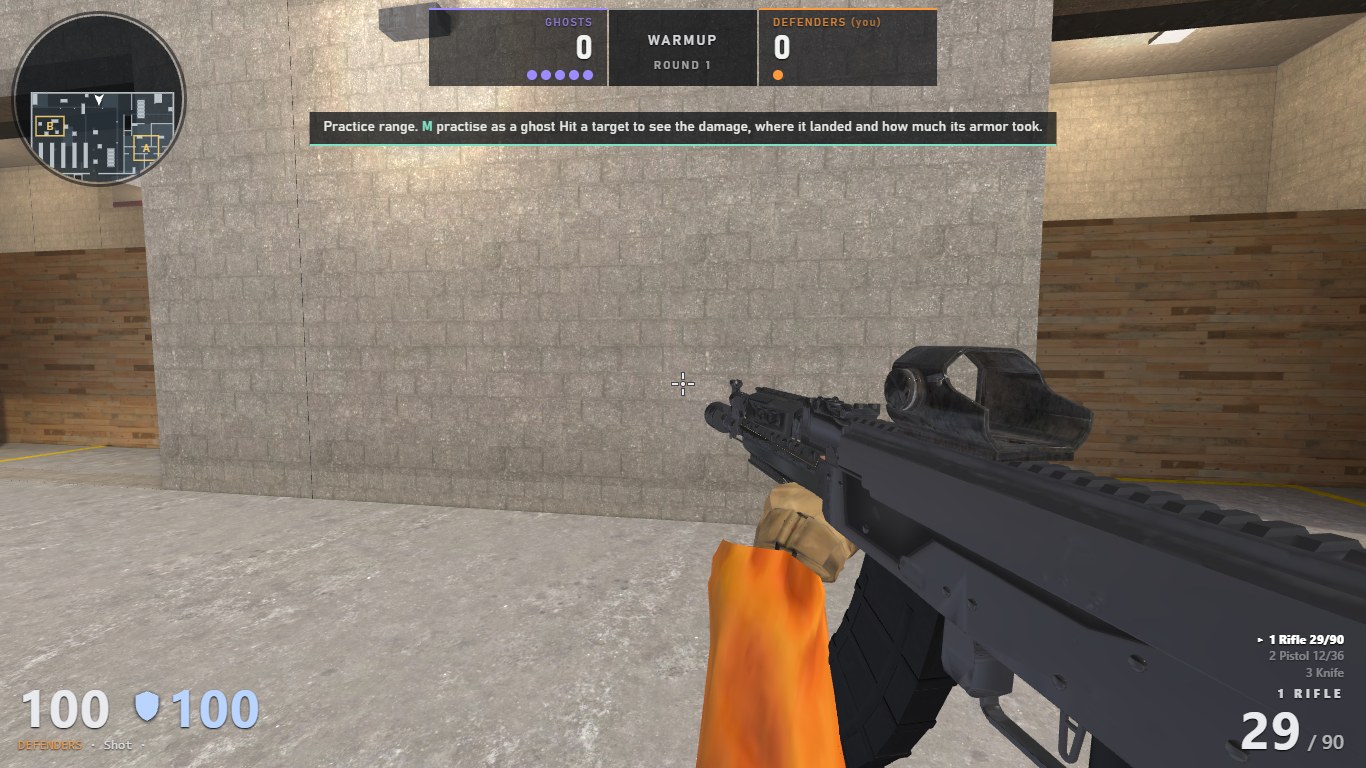 GHOSTS
0
WARMUP
ROUND 1
DEFENDERS (you)
0
Practice range. M practise as a ghost Hit a target to see the damage, where it landed and how much its armor took.
B
A
1 Rifle 29/90
2 Pistol 12/36
3 Knife
1 RIFLE
29 / 90
100 100
DEFENDERS · Shot ·